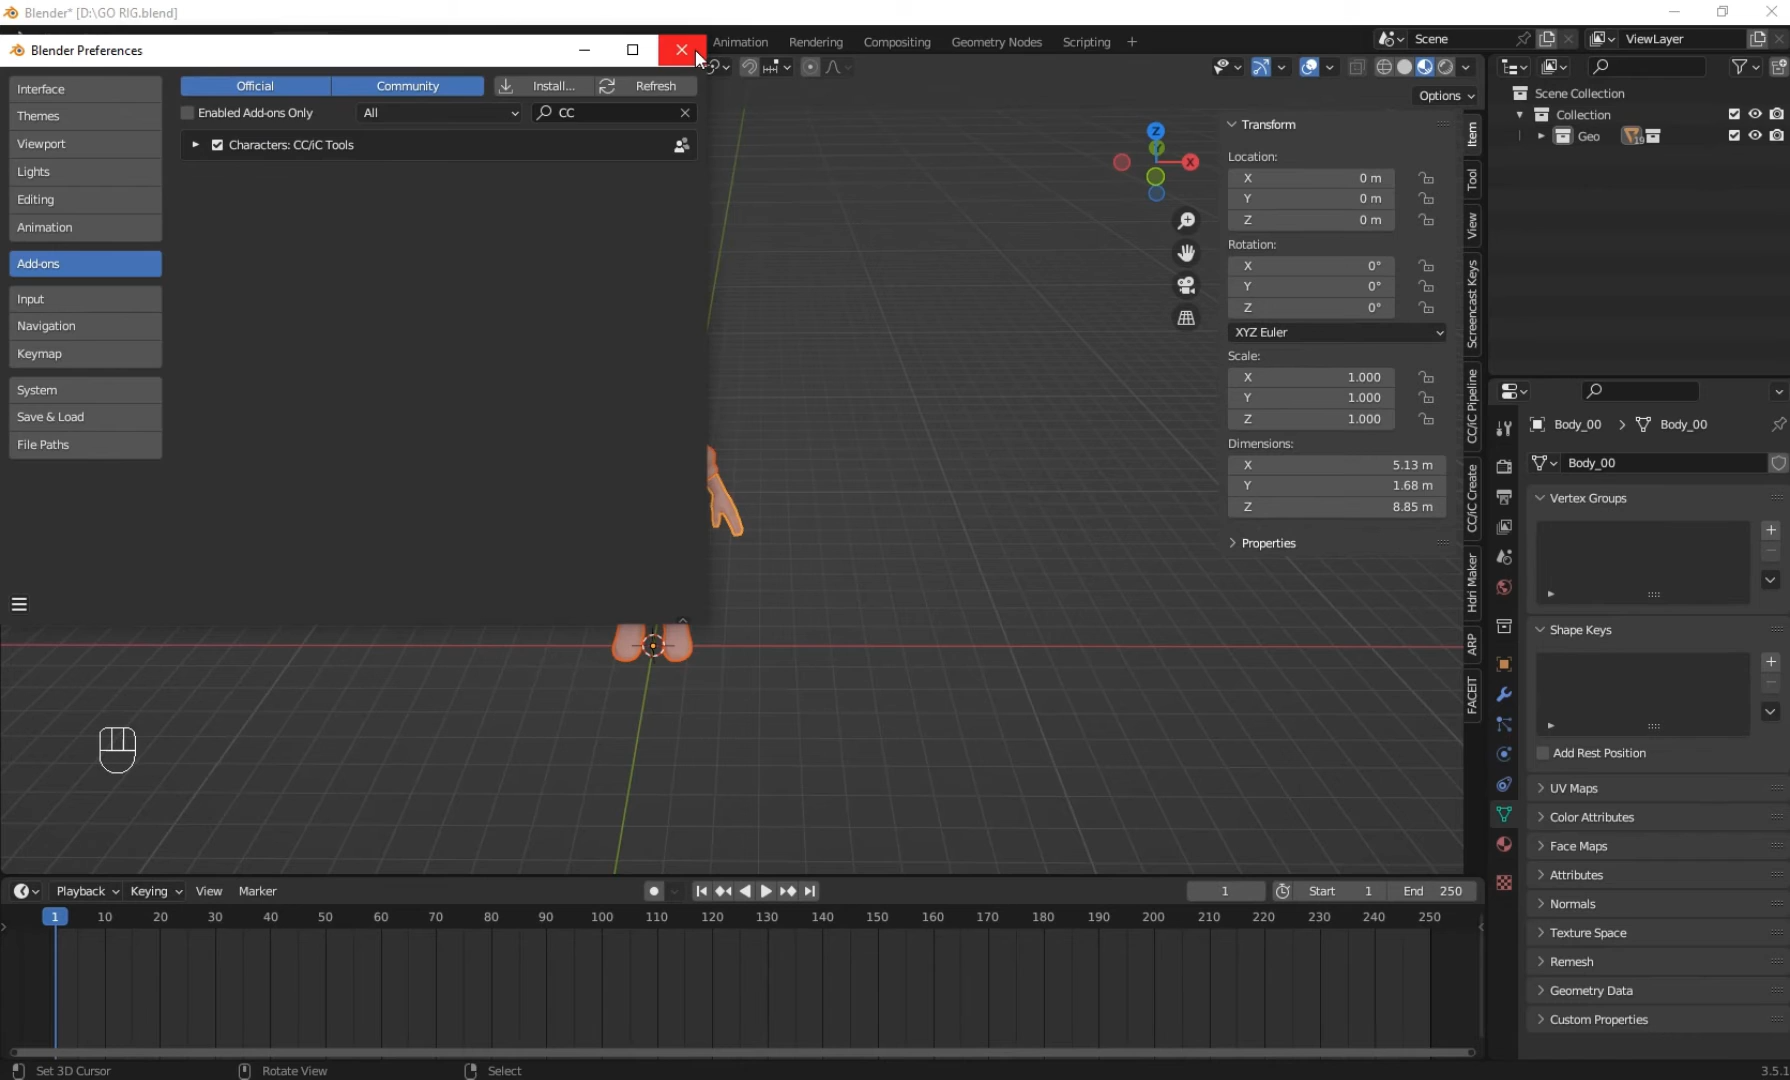 Blender* [D:\GO RIG.blend]
Blender Preferences
Animation Rendering Compositing Geometry Nodes Scripting + Scene ViewLayer
Interface
Themes
Viewport
Lights
Editing
Animation
Add-ons
Input
Navigation
Keymap
System
Save & Load
File Paths
Official Community Install... Refresh
Enabled Add-ons Only All CC
Characters: CC/iC Tools
Options
Z
Y
X
Transform
Location:
X 0 m
Y 0 m
Z 0 m
Rotation:
X 0°
Y 0°
Z 0°
XYZ Euler
Scale:
X 1.000
Y 1.000
Z 1.000
Dimensions:
X 5.13 m
Y 1.68 m
Z 8.85 m
Properties
Item
Tool
View
Screencast Keys
CC/iC Pipeline
CC/iC Create
Hdri Maker
ARP
FACEIT
Scene Collection
Collection
Geo 19
Body_00 > Body_00
Body_00
Vertex Groups
Shape Keys
Add Rest Position
UV Maps
Color Attributes
Face Maps
Attributes
Normals
Texture Space
Remesh
Geometry Data
Custom Properties
Playback Keying View Marker 1 Start 1 End 250
1 10 20 30 40 50 60 70 80 90 100 110 120 130 140 150 160 170 180 190 200 210 220 230 240 250
Set 3D Cursor Rotate View Select 3.5.1